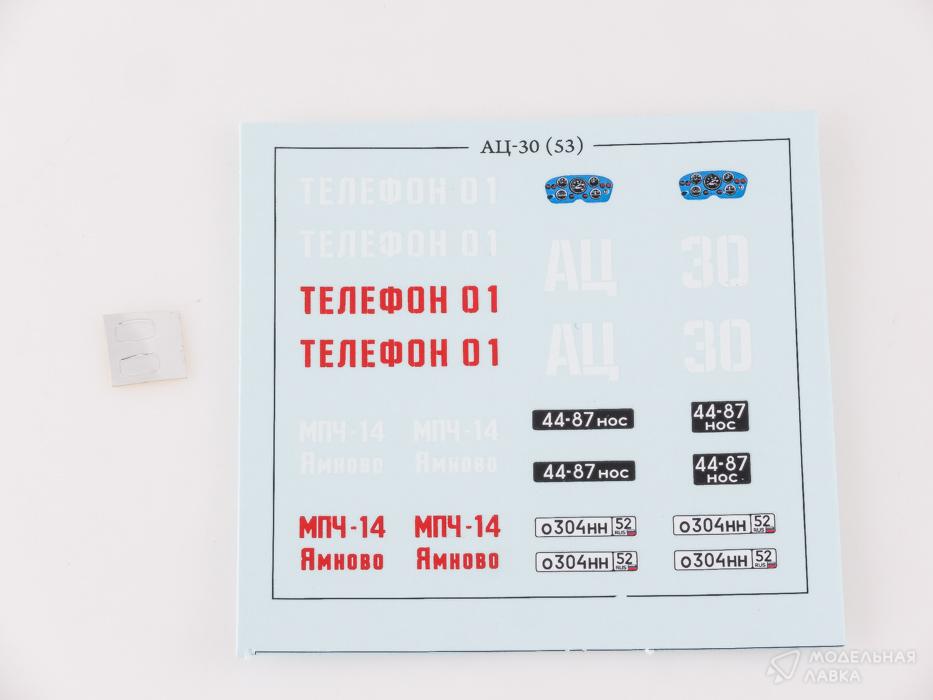 АЦ-30 (53)
ТЕЛЕФОН 01
ТЕЛЕФОН 01
ТЕЛЕФОН 01
ТЕЛЕФОН 01
АЦ 30
АЦ 30
МПЧ-14 МПЧ-14
Ямново Ямново
МПЧ-14 МПЧ-14
Ямново Ямново
44-87 НОС
44-87
НОС
44-87 НОС
44-87
НОС
о304нн 52 RUS
о304нн 52 RUS
о304нн 52 RUS
о304нн 52 RUS
МОДЕЛЬНАЯ
ЛАВКА